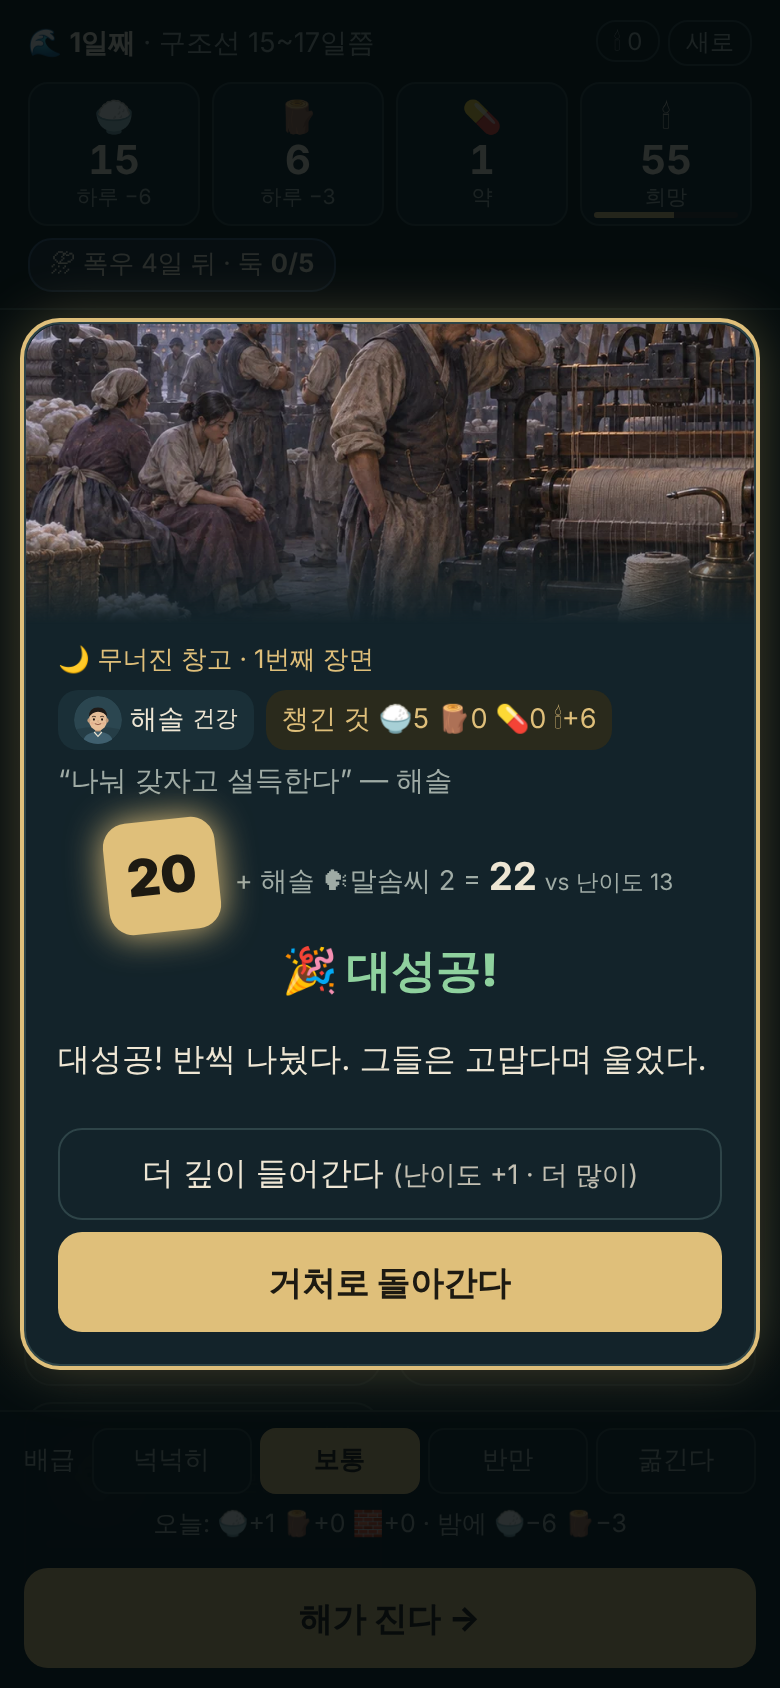 🌊 1일째 · 구조선 15~17일쯤
🕯0 새로
🍚 🪵 💊 🕯
15 6 1 55
하루 −6 하루 −3 약 희망
⛈ 폭우 4일 뒤 · 둑 0/5
🌙 무너진 창고 · 1번째 장면
해솔 건강 챙긴 것 🍚5 🪵0 💊0 🕯+6
“나눠 갖자고 설득한다” — 해솔
20 + 해솔 🗣말솜씨 2 = 22 vs 난이도 13
🎉 대성공!
대성공! 반씩 나눴다. 그들은 고맙다며 울었다.
더 깊이 들어간다 (난이도 +1 · 더 많이)
거처로 돌아간다
배급 넉넉히 보통 반만 굶긴다
오늘: 🍚+1 🪵+0 🧱+0 · 밤에 🍚−6 🪵−3
해가 진다 →